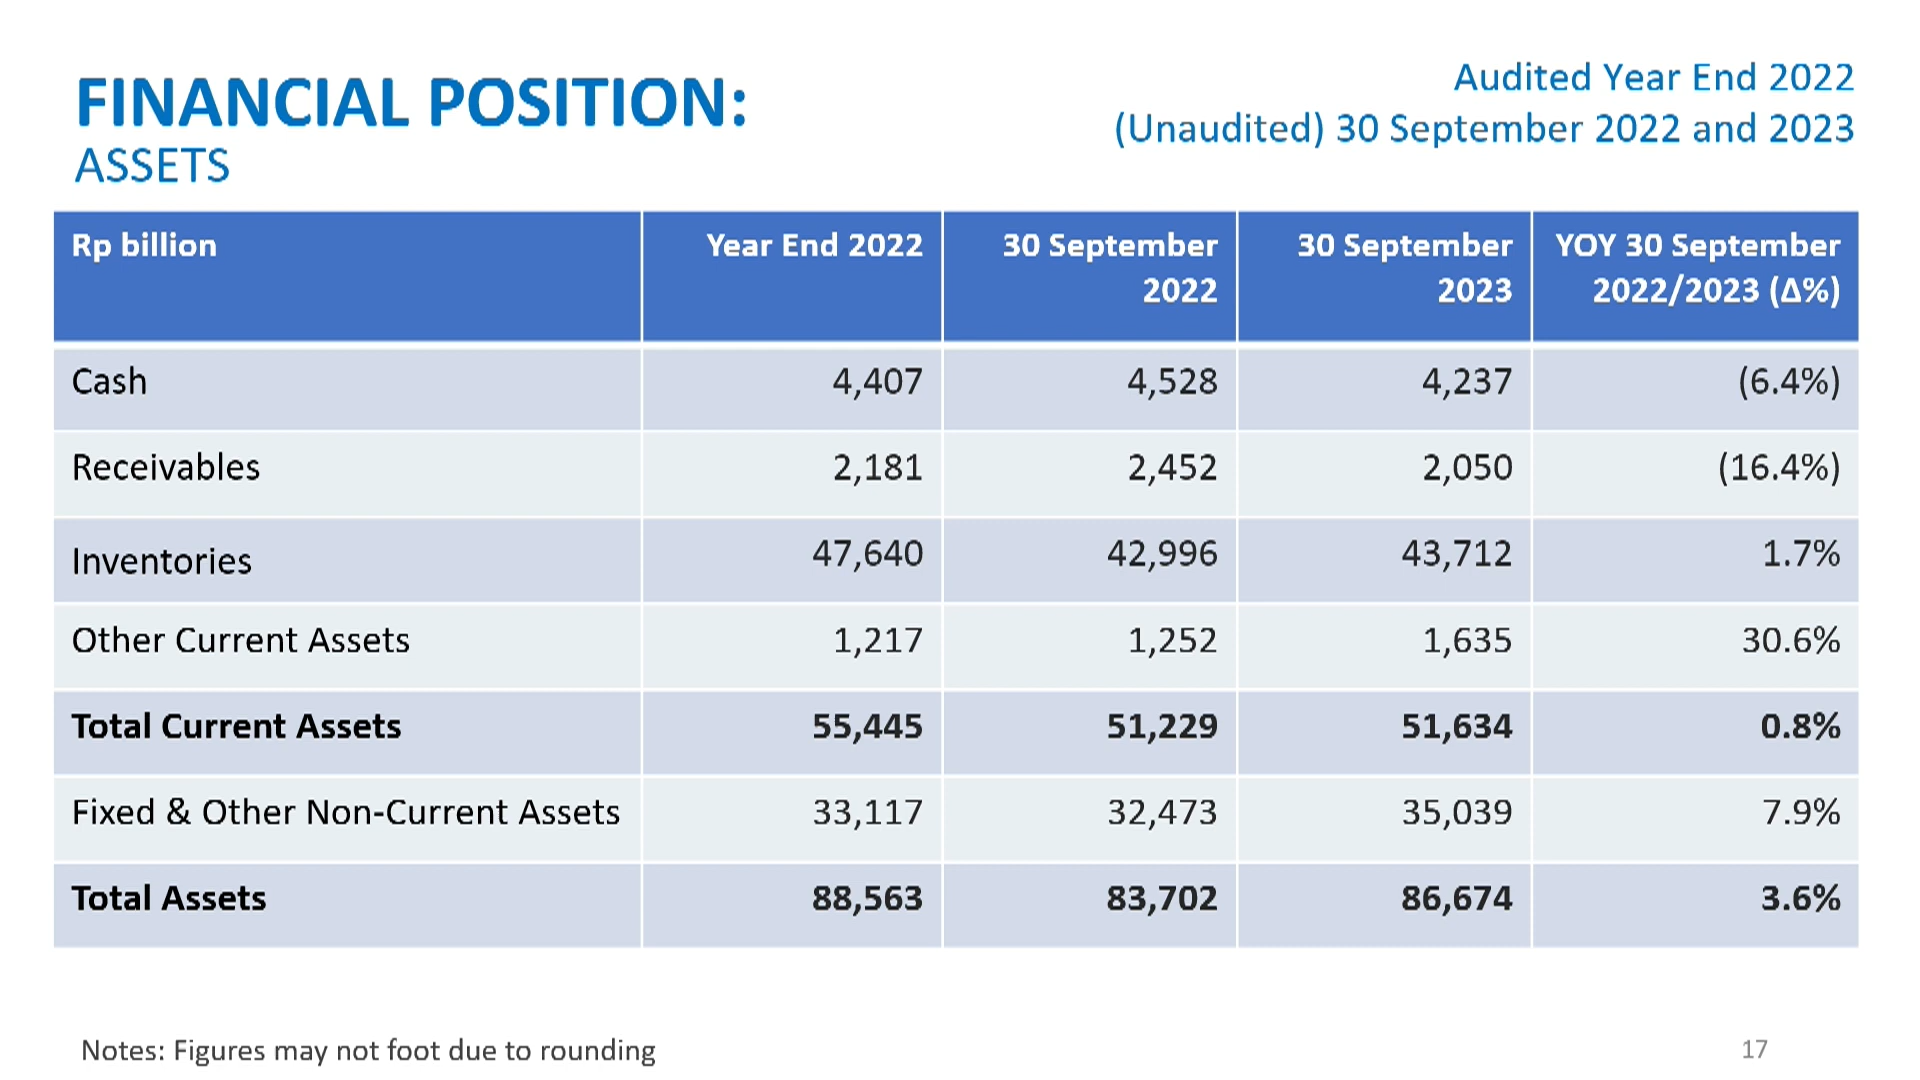 FINANCIAL POSITION:
ASSETS
Audited Year End 2022
(Unaudited) 30 September 2022 and 2023
Rp billion Year End 2022 30 September 2022 30 September 2023 YOY 30 September 2022/2023 (Δ%)
Cash 4,407 4,528 4,237 (6.4%)
Receivables 2,181 2,452 2,050 (16.4%)
Inventories 47,640 42,996 43,712 1.7%
Other Current Assets 1,217 1,252 1,635 30.6%
Total Current Assets 55,445 51,229 51,634 0.8%
Fixed & Other Non-Current Assets 33,117 32,473 35,039 7.9%
Total Assets 88,563 83,702 86,674 3.6%
Notes: Figures may not foot due to rounding
17